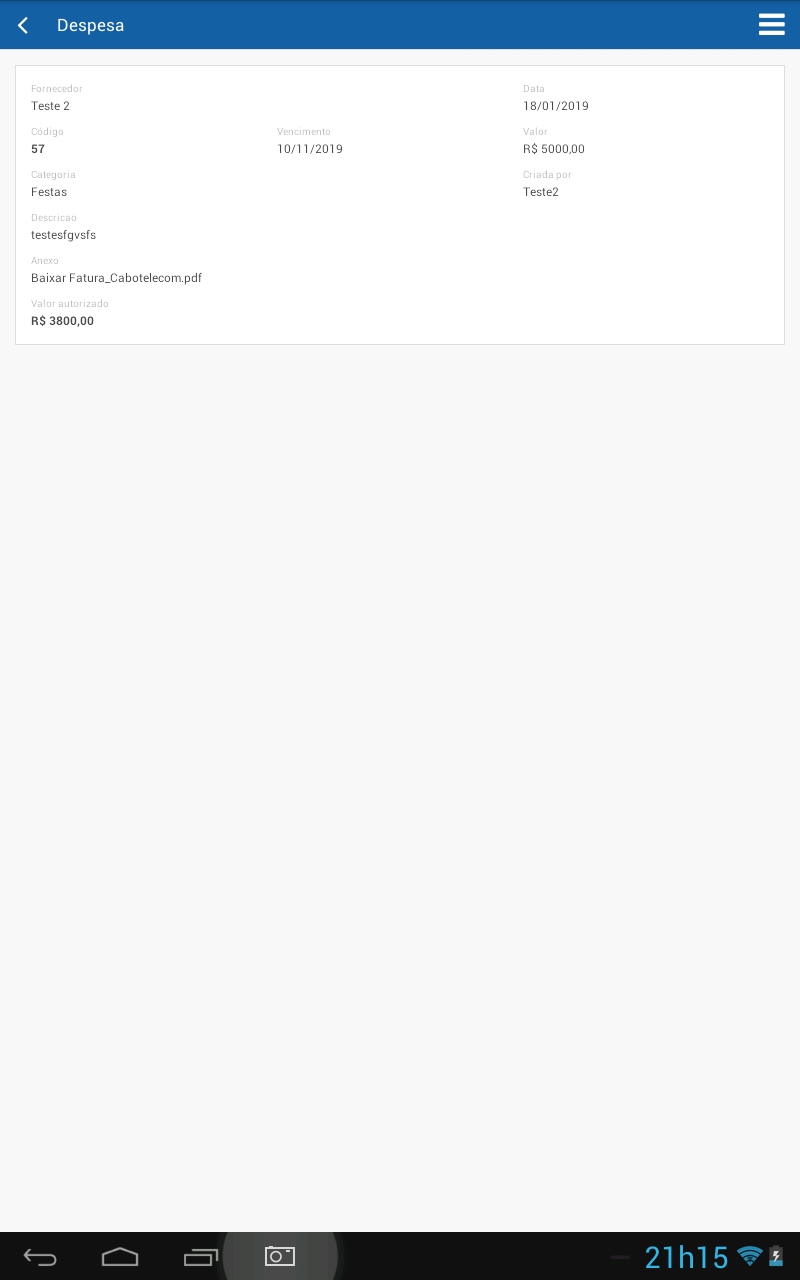 Despesa
Fornecedor Data
Teste 2 18/01/2019
Código Vencimento Valor
57 10/11/2019 R$ 5000,00
Categoria Criada por
Festas Teste2
Descricao
testesfgvsfs
Anexo
Baixar Fatura_Cabotelecom.pdf
Valor autorizado
R$ 3800,00
21h15